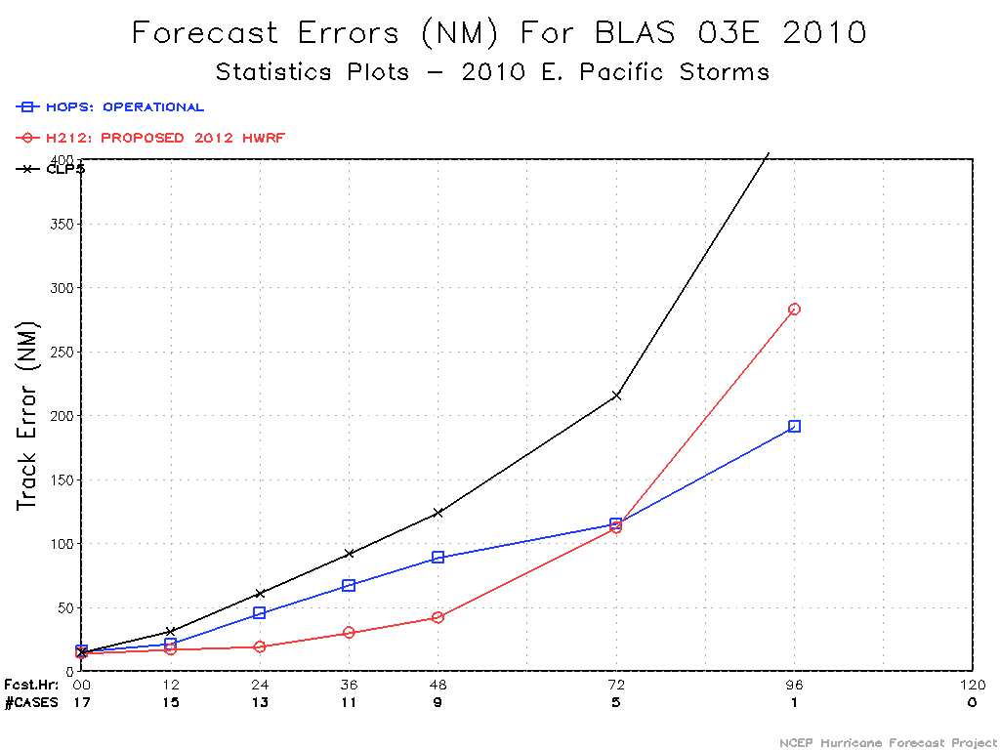 Forecast Errors (NM) For BLAS 03E 2010
Statistics Plots - 2010 E. Pacific Storms
HOPS: OPERATIONAL
H212: PROPOSED 2012 HWRF
CLP5
400
350
300
250
200
150
100
50
0
Track Error (NM)
Fcst.Hr: 00 12 24 36 48 72 96 120
#CASES 17 15 13 11 9 5 1 0
NCEP Hurricane Forecast Project